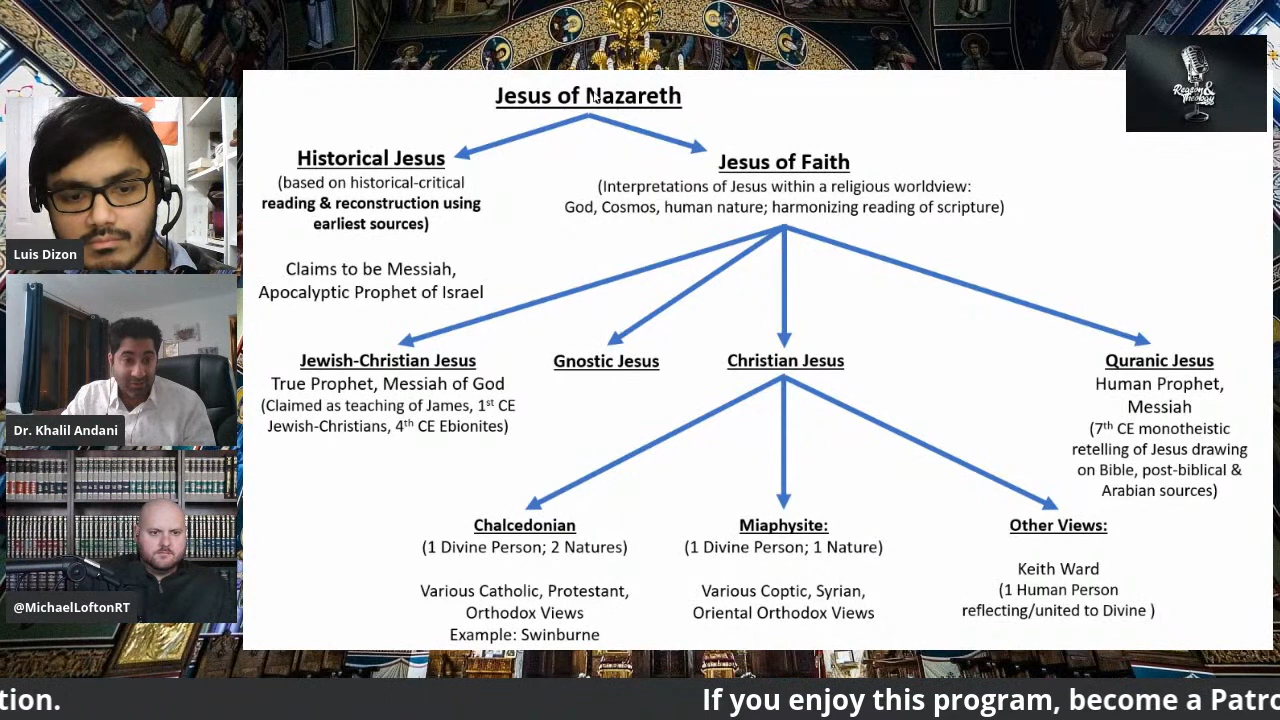 Jesus of Nazareth
Historical Jesus
(based on historical-critical
reading & reconstruction using
earliest sources)
Claims to be Messiah,
Apocalyptic Prophet of Israel
Jesus of Faith
(Interpretations of Jesus within a religious worldview:
God, Cosmos, human nature; harmonizing reading of scripture)
Jewish-Christian Jesus
True Prophet, Messiah of God
(Claimed as teaching of James, 1st CE
Jewish-Christians, 4th CE Ebionites)
Gnostic Jesus
Christian Jesus
Quranic Jesus
Human Prophet,
Messiah
(7th CE monotheistic
retelling of Jesus drawing
on Bible, post-biblical &
Arabian sources)
Chalcedonian
(1 Divine Person; 2 Natures)
Various Catholic, Protestant,
Orthodox Views
Example: Swinburne
Miaphysite:
(1 Divine Person; 1 Nature)
Various Coptic, Syrian,
Oriental Orthodox Views
Other Views:
Keith Ward
(1 Human Person
reflecting/united to Divine )
Reason &
Theology
Luis Dizon
Dr. Khalil Andani
@MichaelLoftonRT
tion. If you enjoy this program, become a Patro